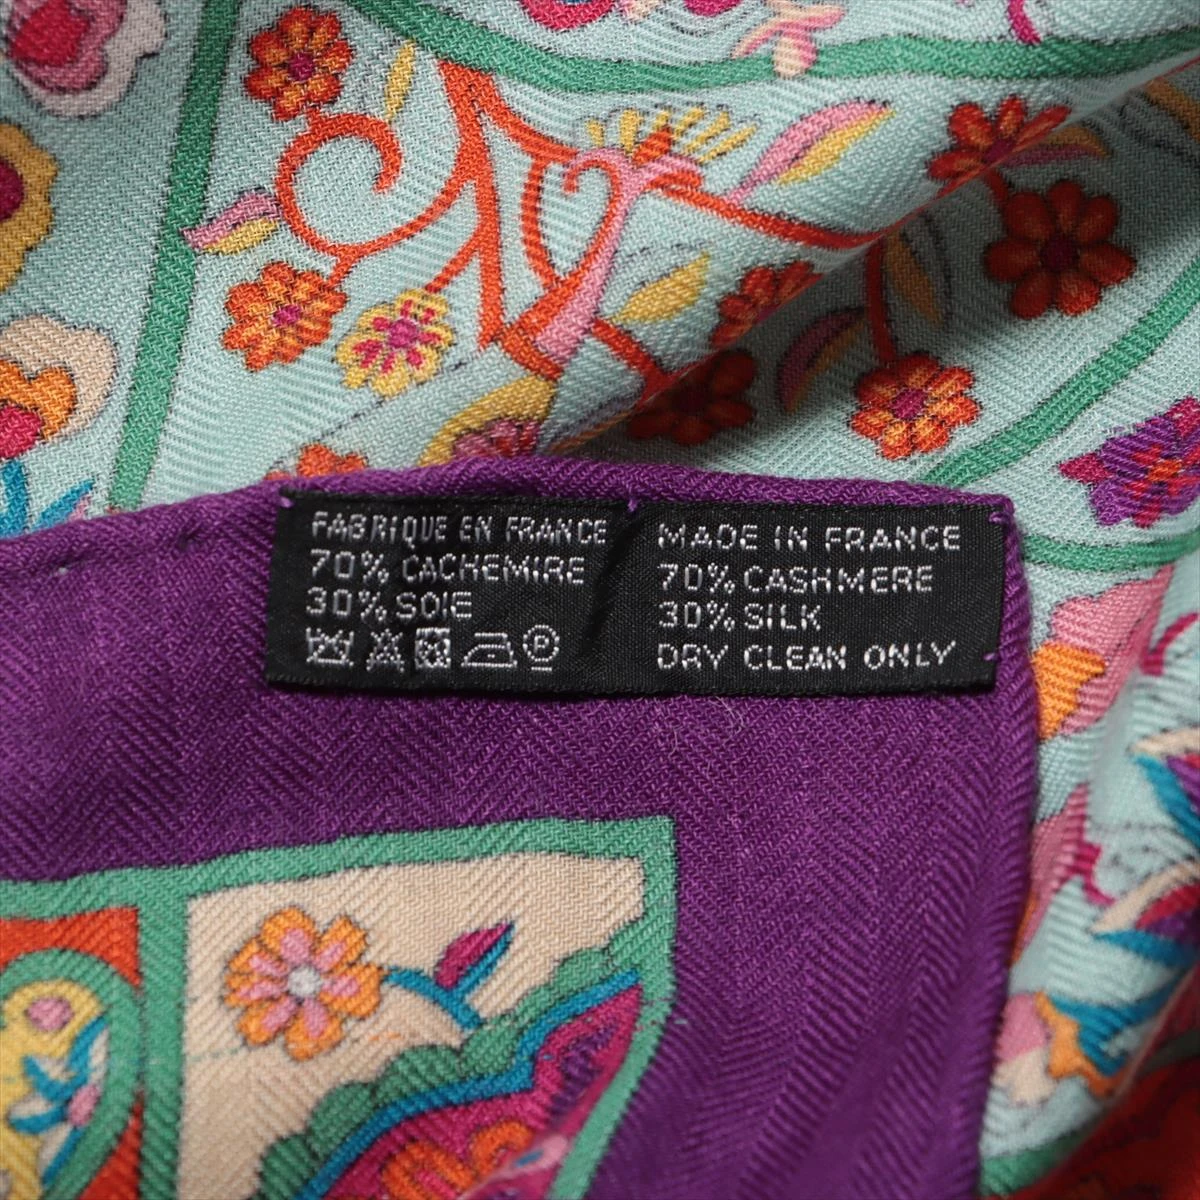 FABRIQUE EN FRANCE
70% CACHEMIRE
30% SOIE
MADE IN FRANCE
70% CASHMERE
30% SILK
DRY CLEAN ONLY